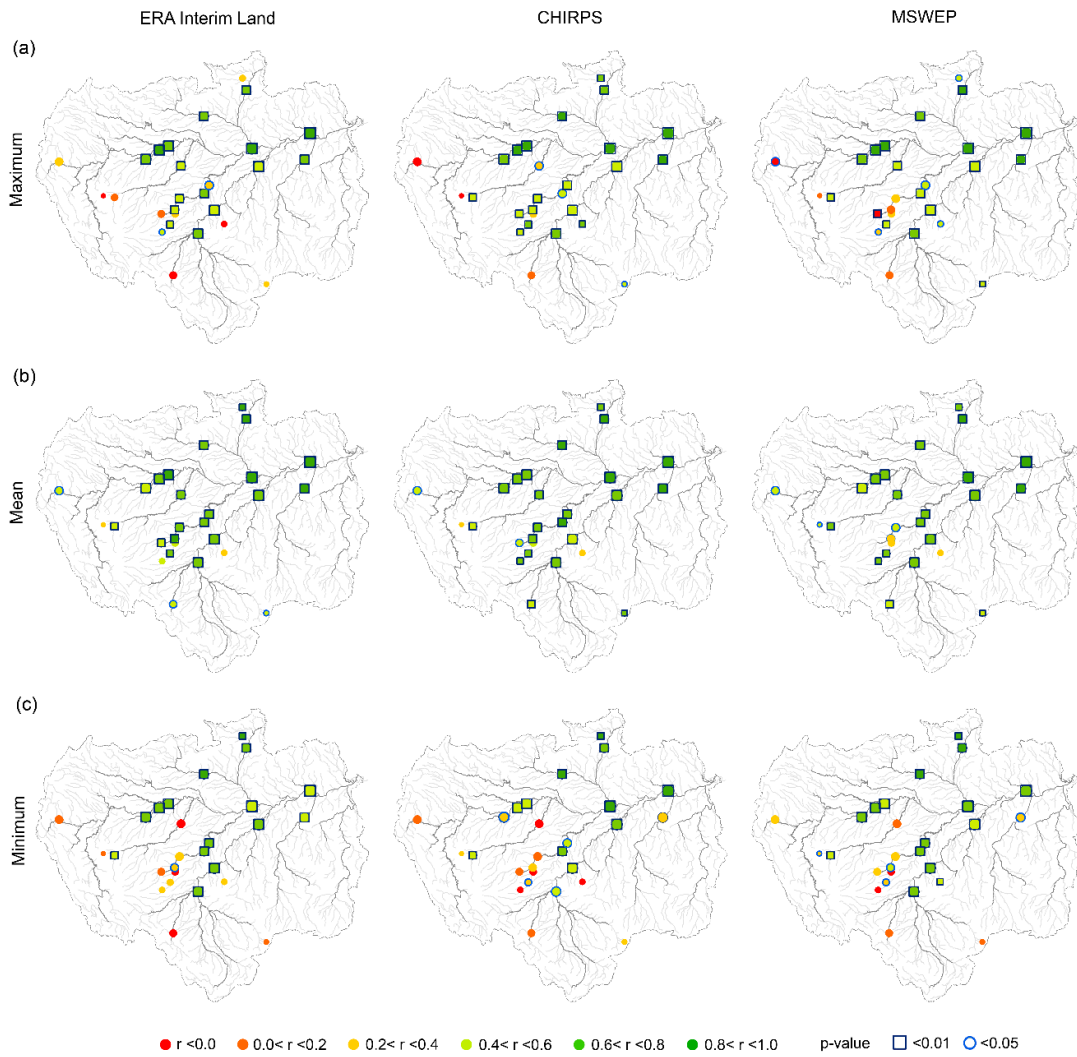 ERA Interim Land CHIRPS MSWEP
(a)
Maximum
(b)
Mean
(c)
Minimum
r <0.0 0.0< r <0.2 0.2< r <0.4 0.4< r <0.6 0.6< r <0.8 0.8< r <1.0 p-value <0.01 <0.05